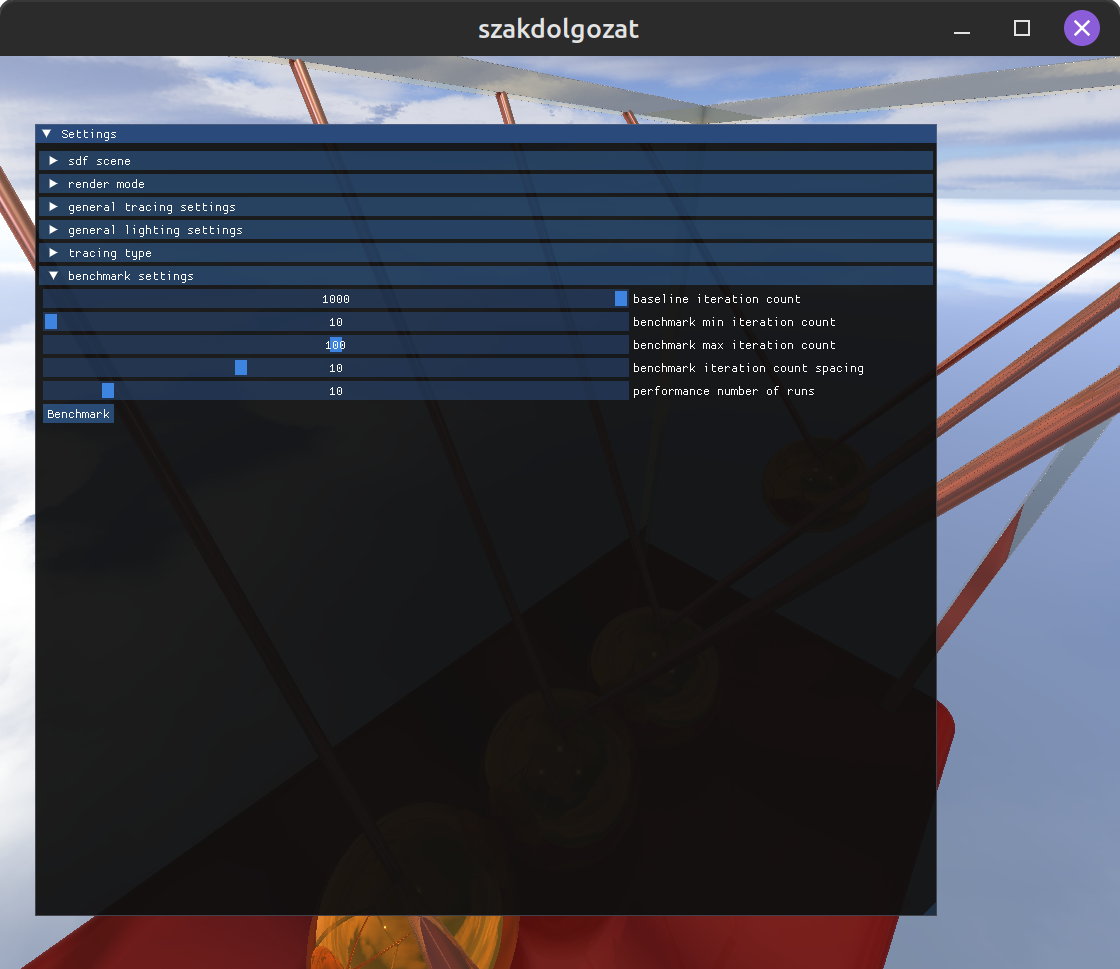 szakdolgozat
Settings
sdf scene
render mode
general tracing settings
general lighting settings
tracing type
benchmark settings
1000 baseline iteration count
10 benchmark min iteration count
100 benchmark max iteration count
10 benchmark iteration count spacing
10 performance number of runs
Benchmark